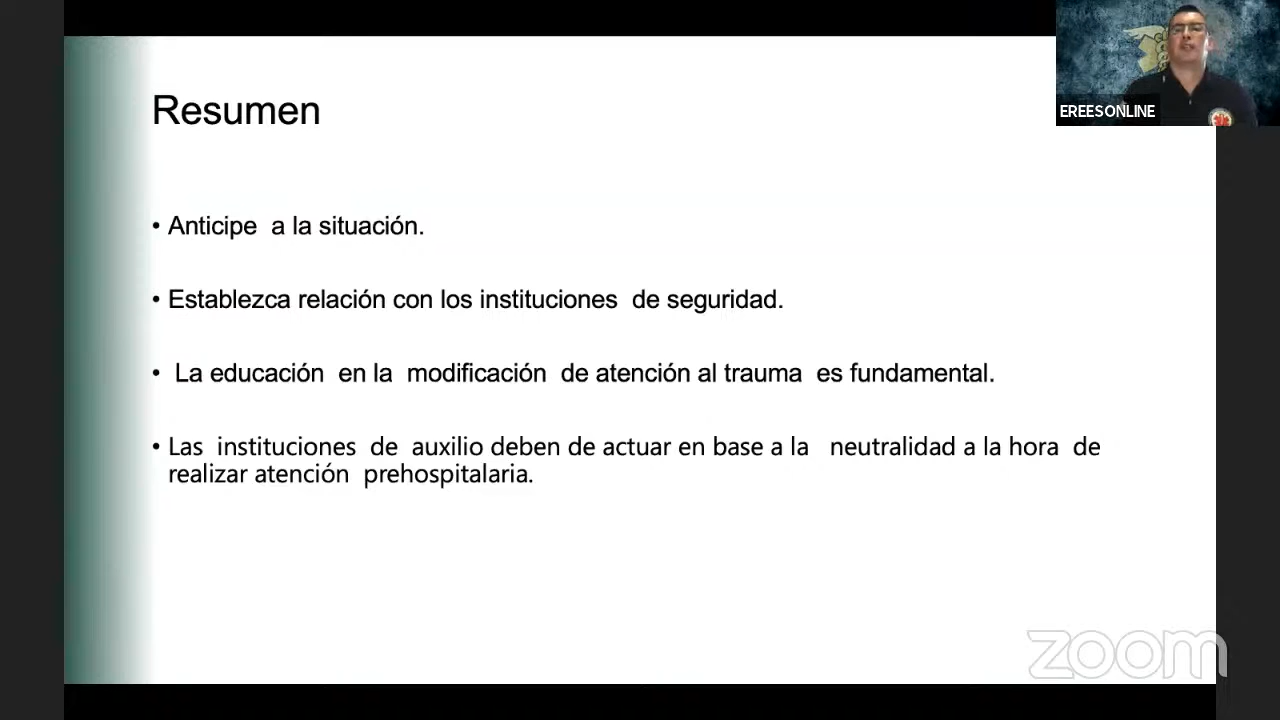 Resumen
EREESONLINE
• Anticipe a la situación.
• Establezca relación con los instituciones de seguridad.
• La educación en la modificación de atención al trauma es fundamental.
• Las instituciones de auxilio deben de actuar en base a la neutralidad a la hora de
realizar atención prehospitalaria.
zoom